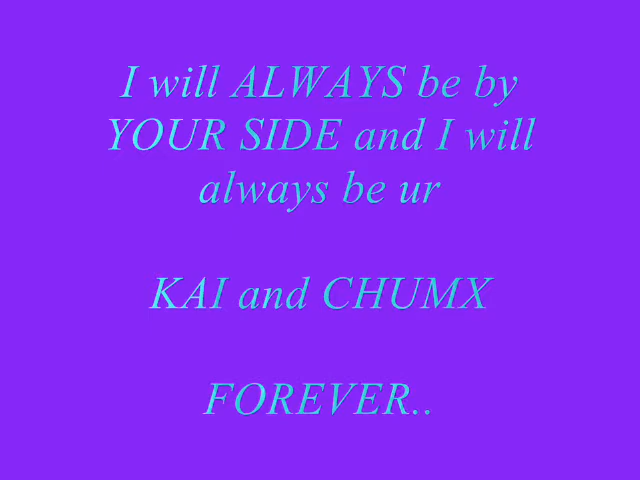 I will ALWAYS be by
YOUR SIDE and I will
always be ur
KAI and CHUMX
FOREVER..